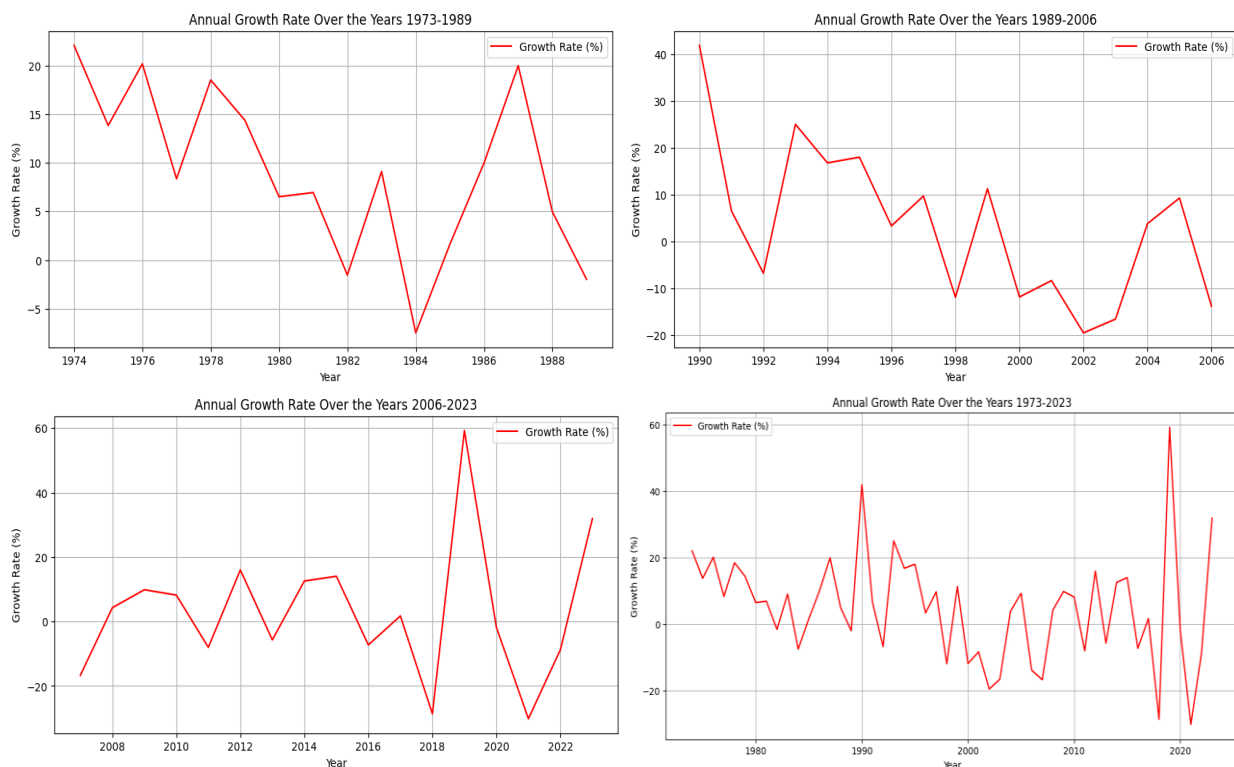 Annual Growth Rate Over the Years 1973-1989
Growth Rate (%)
Growth Rate (%)
20
15
10
5
0
−5
1974 1976 1978 1980 1982 1984 1986 1988
Year
Annual Growth Rate Over the Years 1989-2006
Growth Rate (%)
Growth Rate (%)
40
30
20
10
0
−10
−20
1990 1992 1994 1996 1998 2000 2002 2004 2006
Year
Annual Growth Rate Over the Years 2006-2023
Growth Rate (%)
Growth Rate (%)
60
40
20
0
−20
2008 2010 2012 2014 2016 2018 2020 2022
Year
Annual Growth Rate Over the Years 1973-2023
Growth Rate (%)
Growth Rate (%)
60
40
20
0
−20
1980 1990 2000 2010 2020
Year